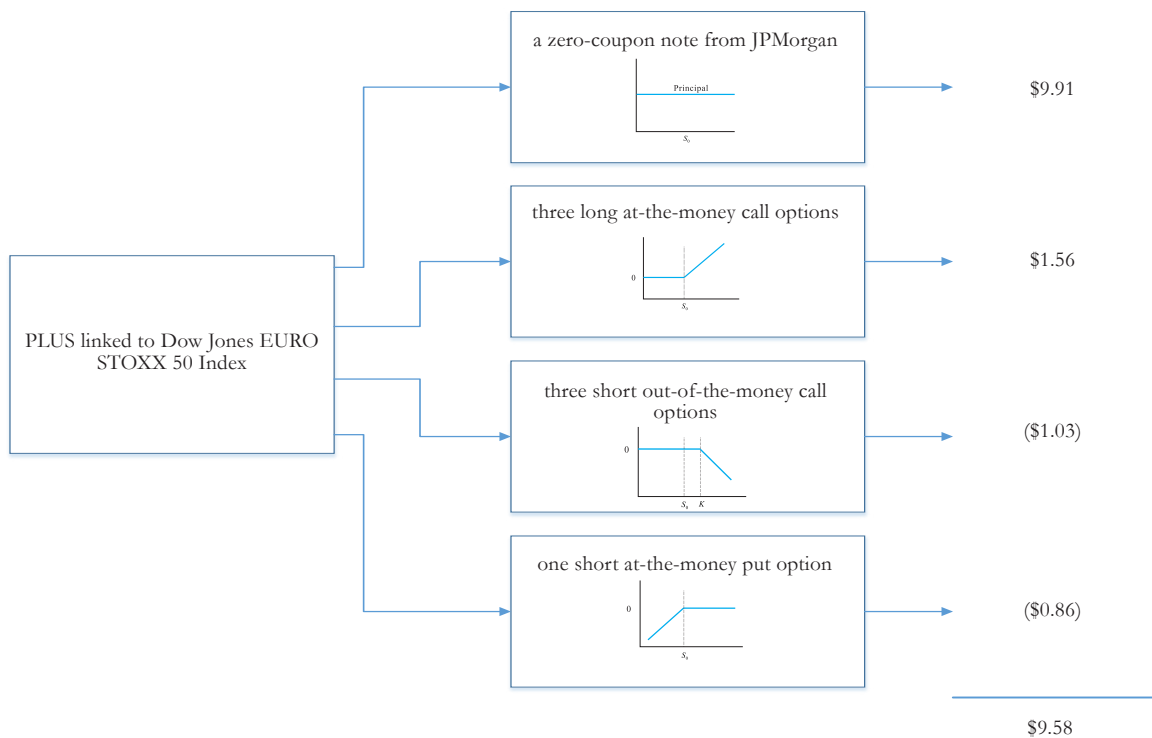 a zero-coupon note from JPMorgan
Principal
S₀
$9.91
three long at-the-money call options
0
S₀
$1.56
PLUS linked to Dow Jones EURO
STOXX 50 Index
three short out-of-the-money call
options
0
S₀ K
($1.03)
one short at-the-money put option
0
S₀
($0.86)
$9.58